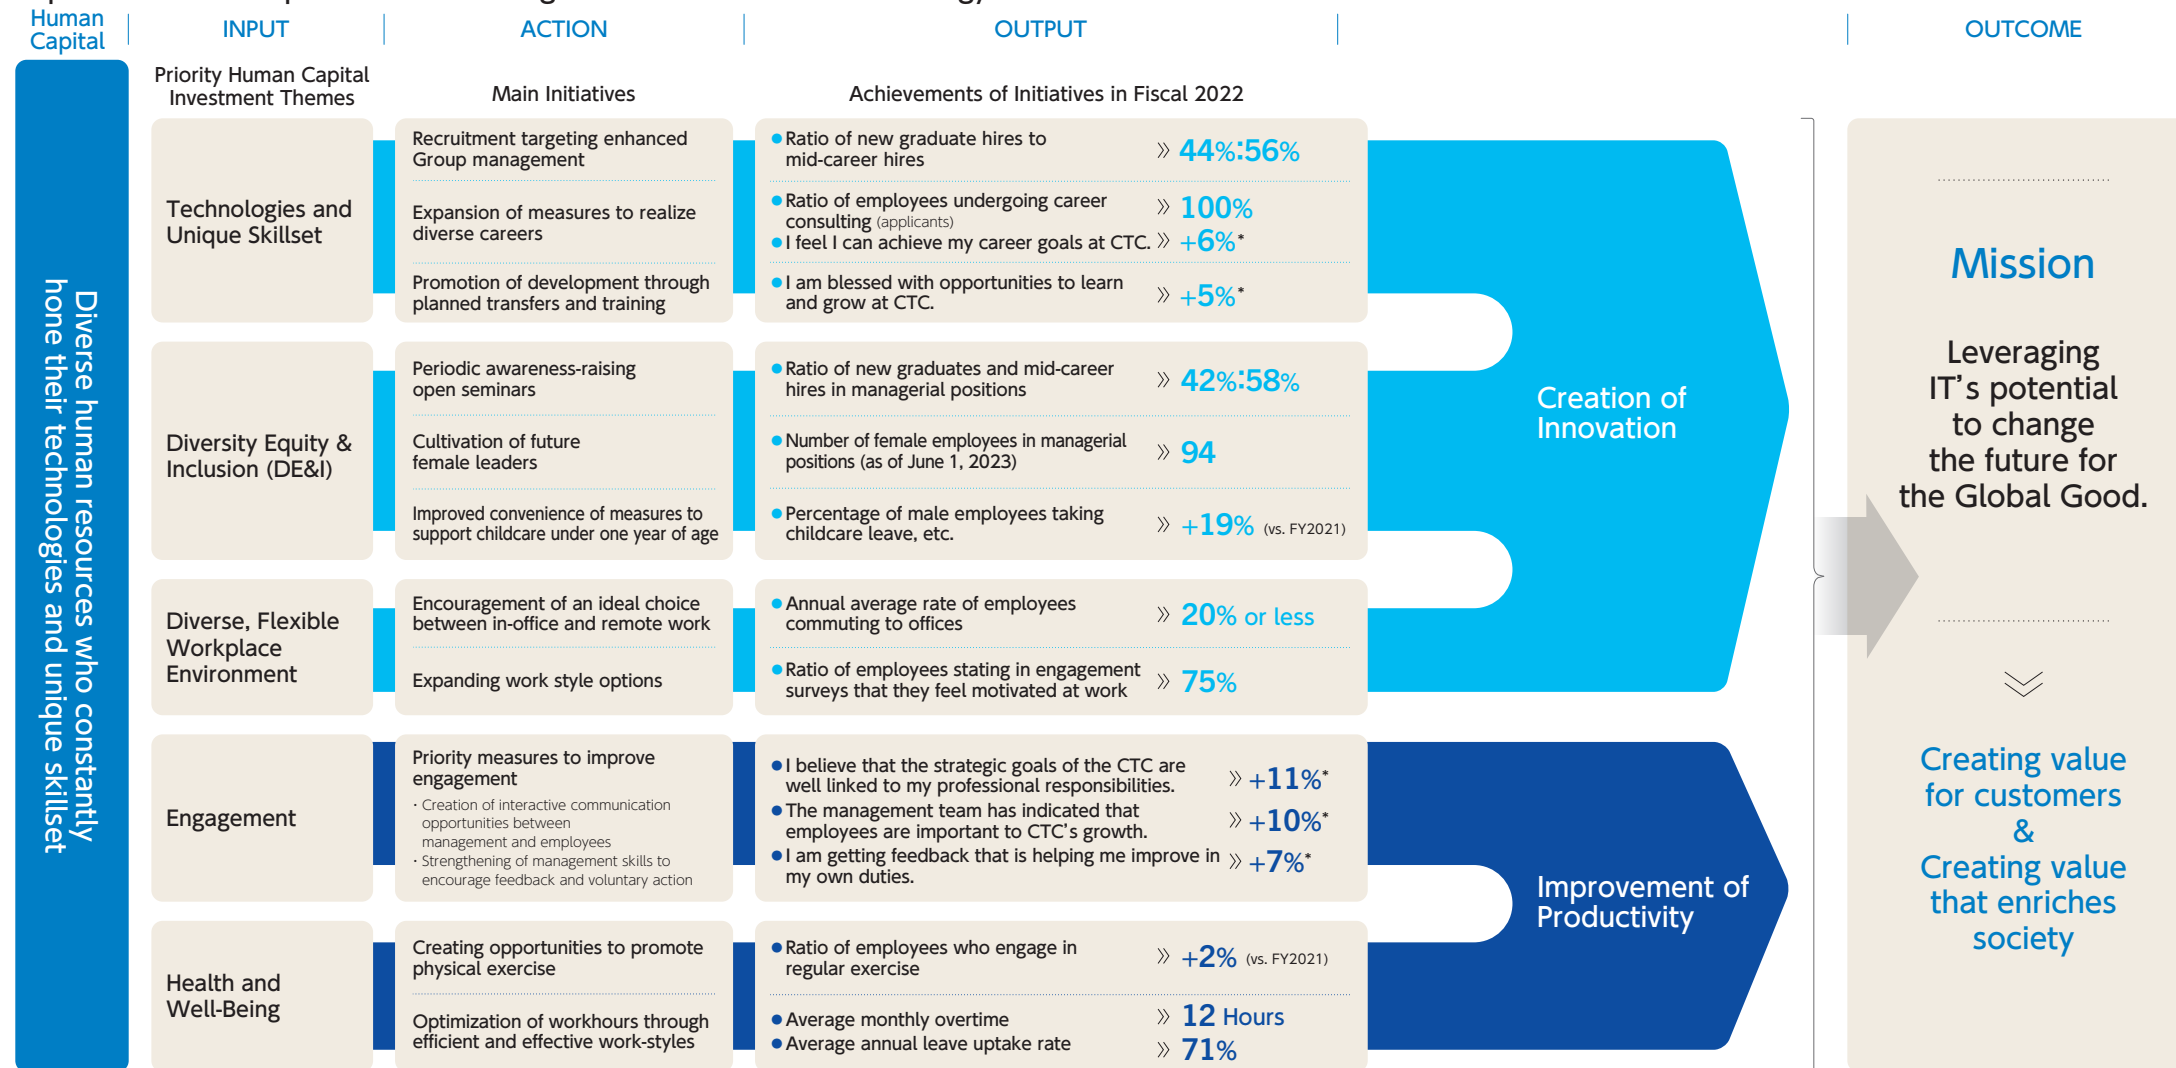 Human
Capital
INPUT
ACTION
OUTPUT
OUTCOME
Diverse human resources who constantly
hone their technologies and unique skillset
Priority Human Capital
Investment Themes
Main Initiatives
Achievements of Initiatives in Fiscal 2022
Technologies and
Unique Skillset
Recruitment targeting enhanced
Group management
Expansion of measures to realize
diverse careers
Promotion of development through
planned transfers and training
●Ratio of new graduate hires to
mid-career hires
» 44%:56%
●Ratio of employees undergoing career
consulting (applicants)
» 100%
●I feel I can achieve my career goals at CTC. » +6%*
●I am blessed with opportunities to learn
and grow at CTC.
» +5%*
Diversity Equity &
Inclusion (DE&I)
Periodic awareness-raising
open seminars
Cultivation of future
female leaders
Improved convenience of measures to
support childcare under one year of age
●Ratio of new graduates and mid-career
hires in managerial positions
» 42%:58%
●Number of female employees in managerial
positions (as of June 1, 2023)
» 94
●Percentage of male employees taking
childcare leave, etc.
» +19% (vs. FY2021)
Diverse, Flexible
Workplace
Environment
Encouragement of an ideal choice
between in-office and remote work
Expanding work style options
●Annual average rate of employees
commuting to offices
» 20% or less
●Ratio of employees stating in engagement
surveys that they feel motivated at work
» 75%
Engagement
Priority measures to improve
engagement
· Creation of interactive communication
opportunities between
management and employees
· Strengthening of management skills to
encourage feedback and voluntary action
●I believe that the strategic goals of the CTC are
well linked to my professional responsibilities.
» +11%*
●The management team has indicated that
employees are important to CTC's growth.
» +10%*
●I am getting feedback that is helping me improve in
my own duties.
» +7%*
Health and
Well-Being
Creating opportunities to promote
physical exercise
Optimization of workhours through
efficient and effective work-styles
●Ratio of employees who engage in
regular exercise
» +2% (vs. FY2021)
●Average monthly overtime
» 12 Hours
●Average annual leave uptake rate
» 71%
Creation of
Innovation
Improvement of
Productivity
Mission
Leveraging
IT's potential
to change
the future for
the Global Good.
Creating value
for customers
&
Creating value
that enriches
society